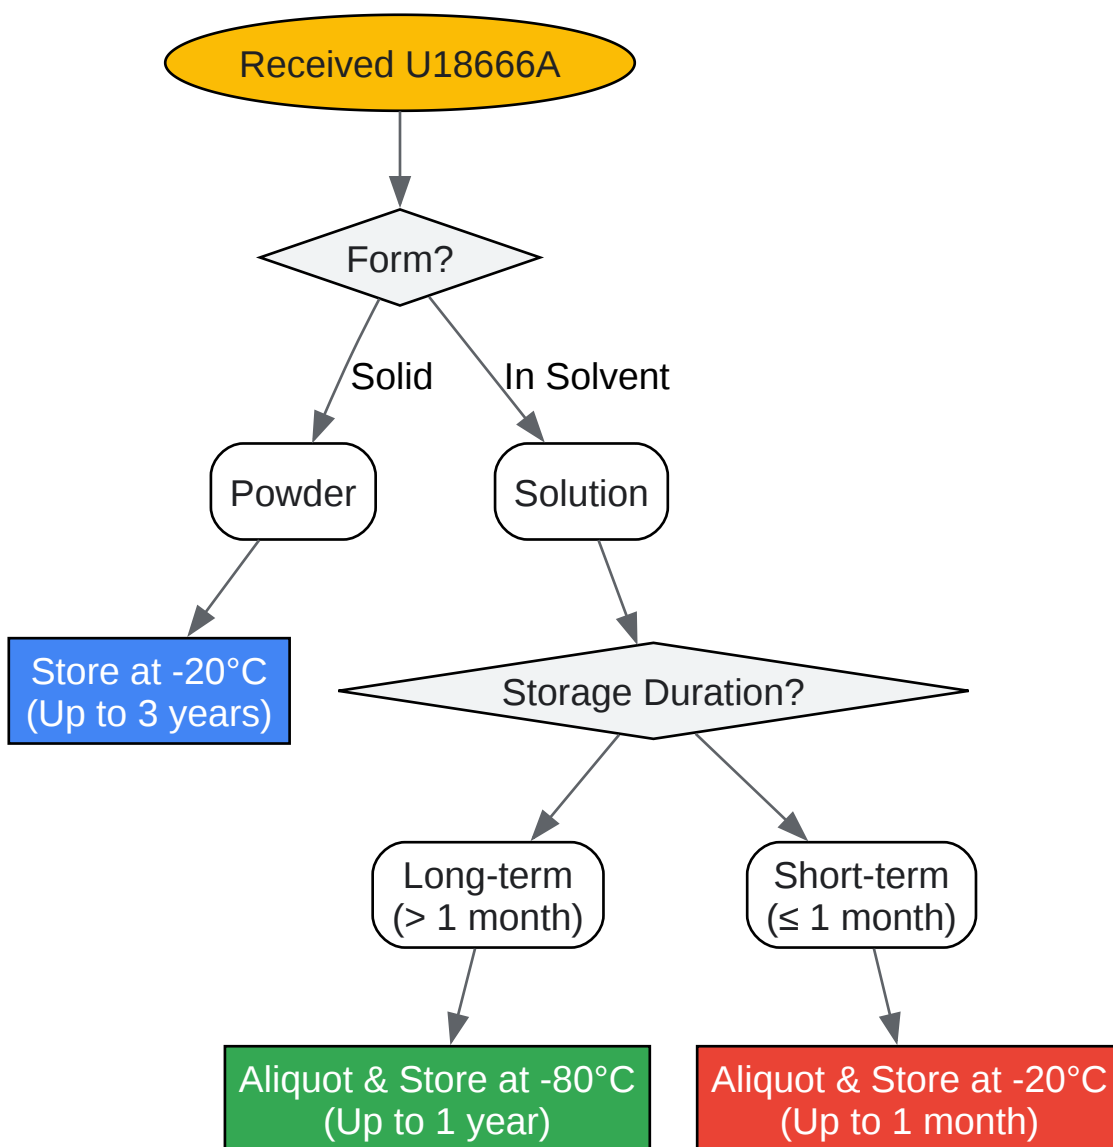 Received U18666A
Form?
Solid
In Solvent
Powder
Solution
Store at -20°C
(Up to 3 years)
Storage Duration?
Long-term
(> 1 month)
Short-term
(≤ 1 month)
Aliquot & Store at -80°C
(Up to 1 year)
Aliquot & Store at -20°C
(Up to 1 month)